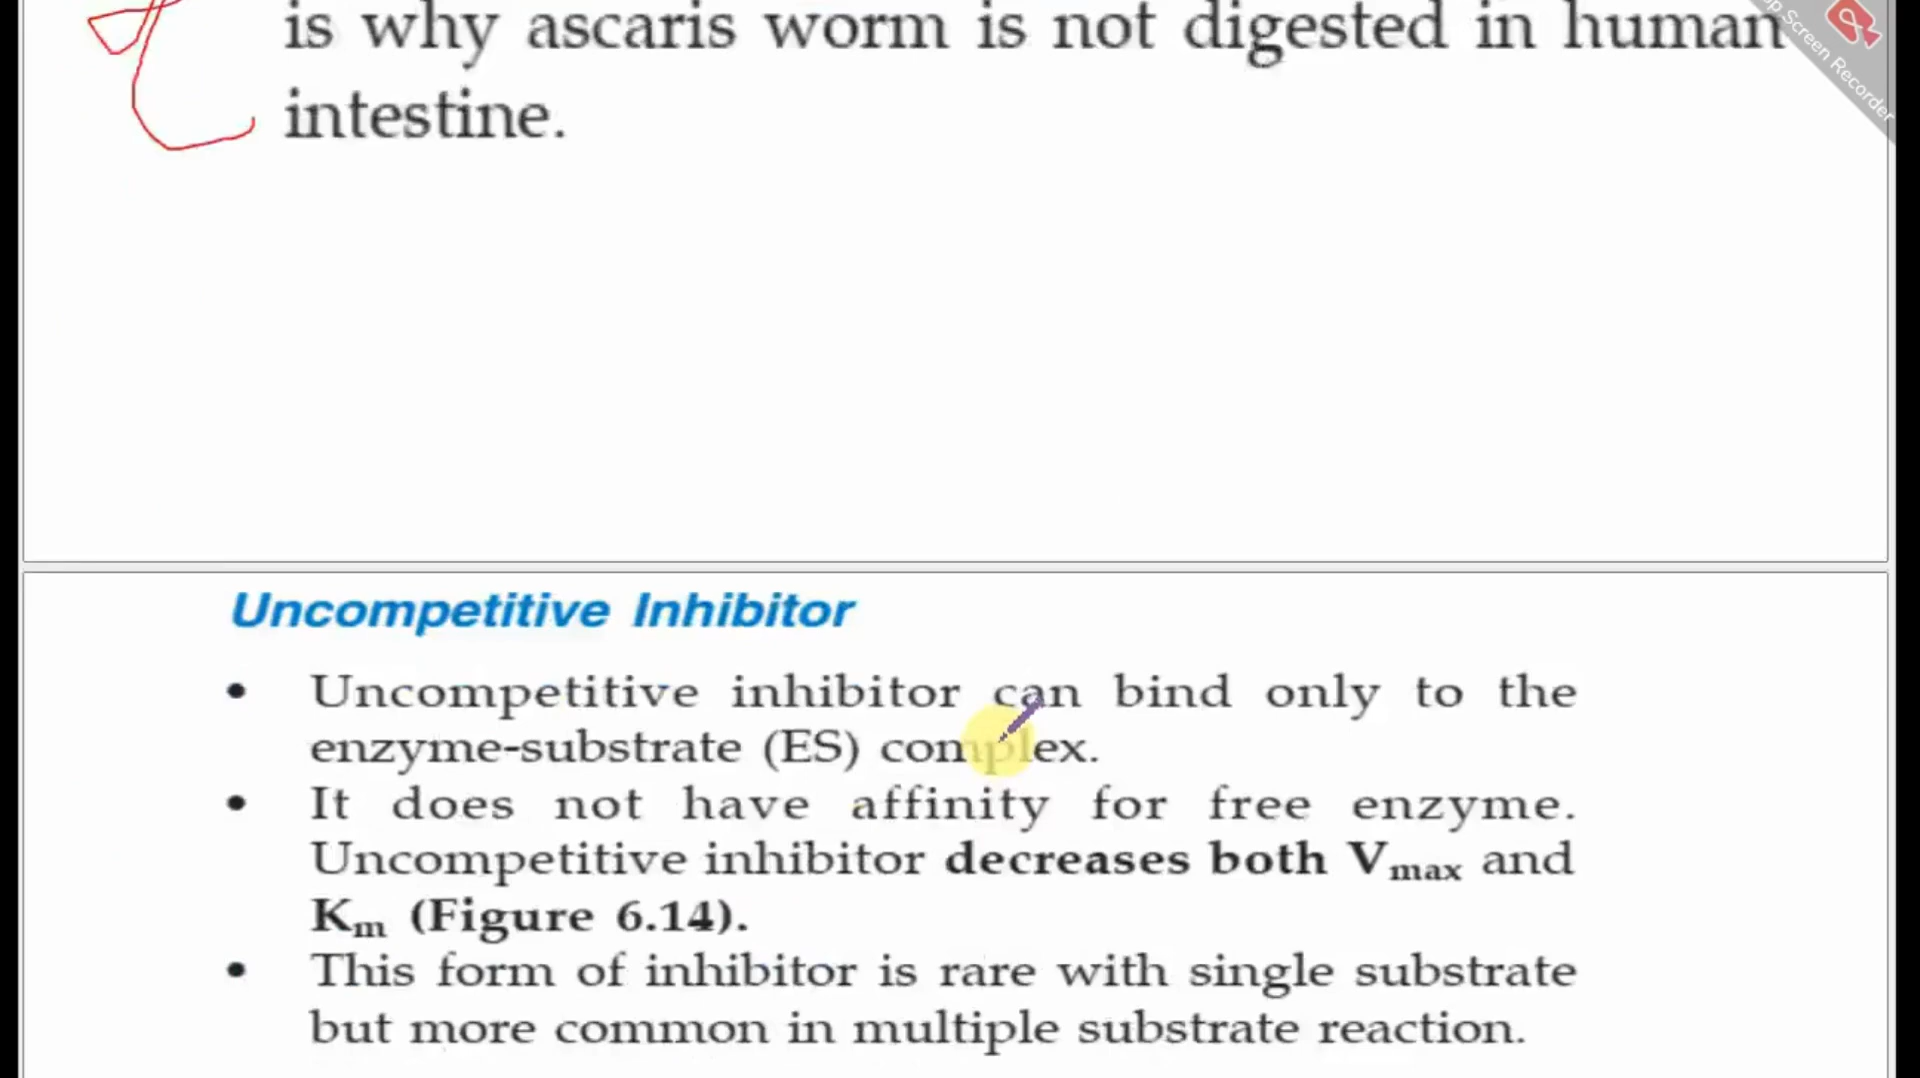 is why ascaris worm is not digested in human
intestine.
Screen Recorder
Uncompetitive Inhibitor
• Uncompetitive inhibitor can bind only to the
enzyme-substrate (ES) complex.
• It does not have affinity for free enzyme.
Uncompetitive inhibitor decreases both Vmax and
Km (Figure 6.14).
• This form of inhibitor is rare with single substrate
but more common in multiple substrate reaction.